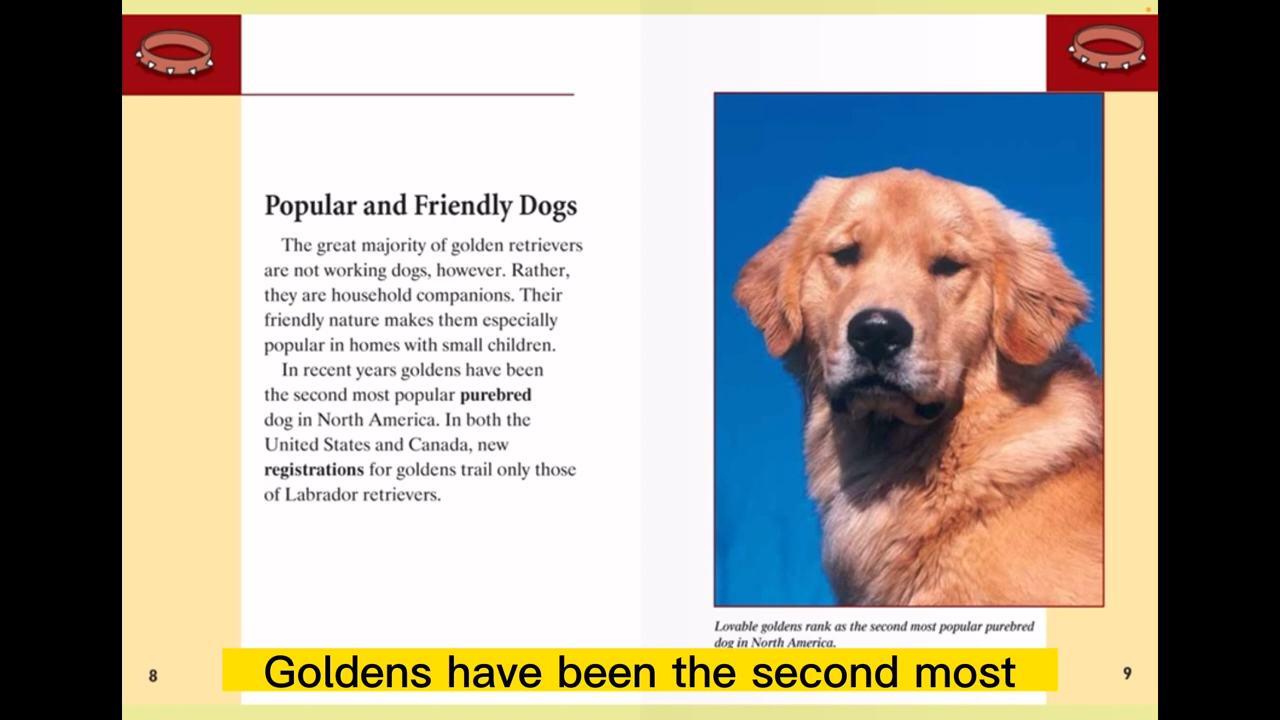 Popular and Friendly Dogs
The great majority of golden retrievers
are not working dogs, however. Rather,
they are household companions. Their
friendly nature makes them especially
popular in homes with small children.
In recent years goldens have been
the second most popular purebred
dog in North America. In both the
United States and Canada, new
registrations for goldens trail only those
of Labrador retrievers.
8
Lovable goldens rank as the second most popular purebred
dog in North America.
9
Goldens have been the second most